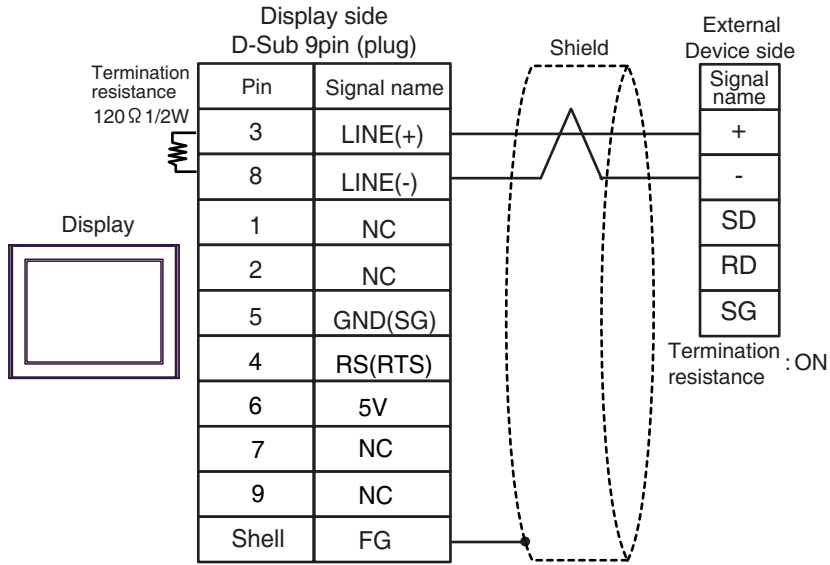 Display side
D-Sub 9pin (plug)
Shield
External
Device side
Termination
resistance
120Ω 1/2W
Pin Signal name
Signal
name
3 LINE(+) +
8 LINE(-) -
Display
1 NC SD
2 NC RD
5 GND(SG) SG
4 RS(RTS)
Termination
resistance : ON
6 5V
7 NC
9 NC
Shell FG